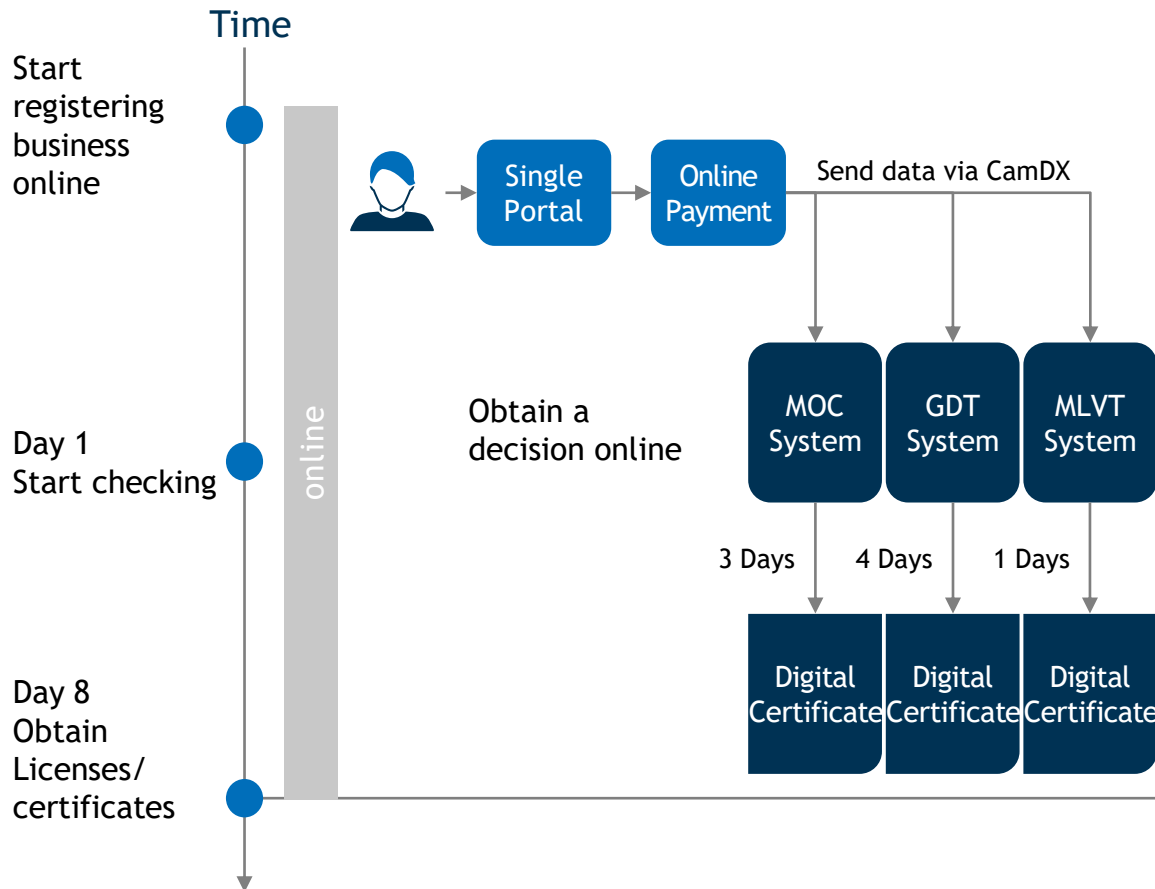 Time
Start
registering
business
online
Single
Portal
Online
Payment
Send data via CamDX
online
Day 1
Start checking
Obtain a
decision online
MOC
System
GDT
System
MLVT
System
3 Days
4 Days
1 Days
Digital
Certificate
Digital
Certificate
Digital
Certificate
Day 8
Obtain
Licenses/
certificates